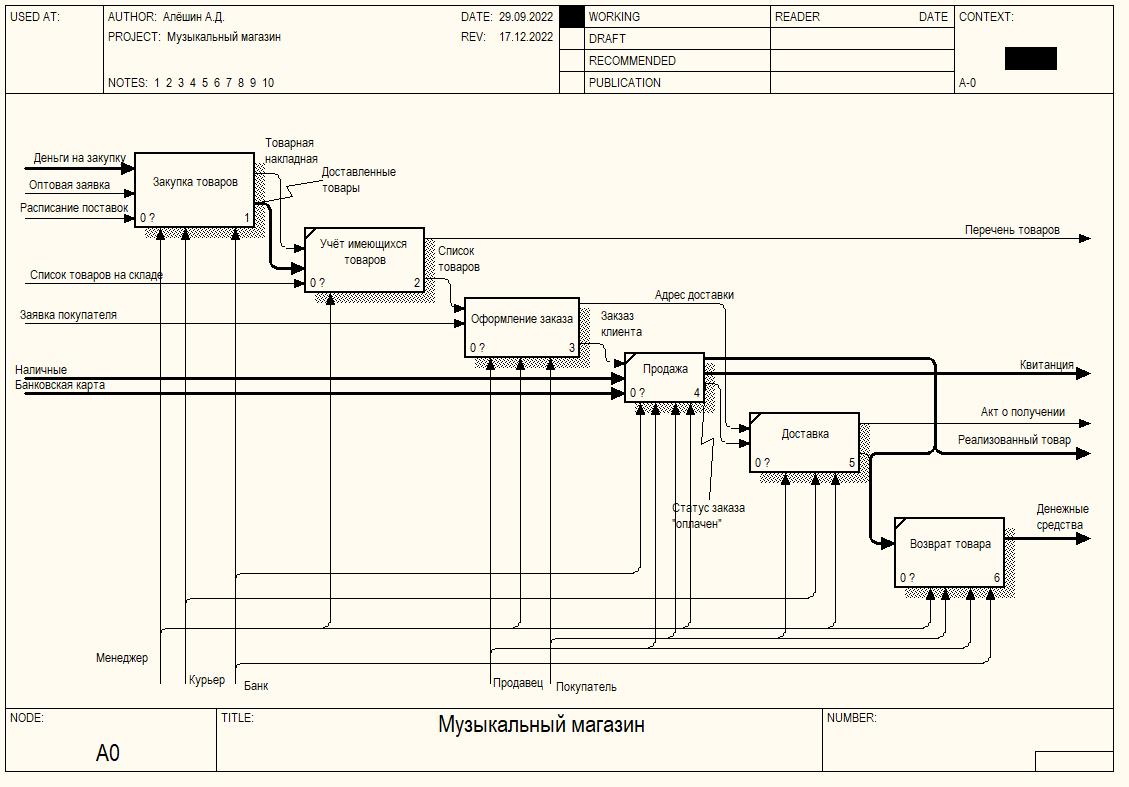 USED AT:
AUTHOR: Алёшин А.Д.
DATE: 29.09.2022
WORKING
READER
DATE
CONTEXT:
PROJECT: Музыкальный магазин
REV: 17.12.2022
DRAFT
RECOMMENDED
NOTES: 1 2 3 4 5 6 7 8 9 10
PUBLICATION
A-0
Деньги на закупку
Оптовая заявка
Расписание поставок
Закупка товаров
0 ?
1
Товарная
накладная
Доставленные
товары
Список товаров на складе
Учёт имеющихся
товаров
0 ?
2
Перечень товаров
Список
товаров
Заявка покупателя
Оформление заказа
0 ?
3
Адрес доставки
Закзаз
клиента
Наличные
Банковская карта
Продажа
0 ?
4
Квитанция
Доставка
0 ?
5
Акт о получении
Реализованный товар
Статус заказа
"оплачен"
Возврат товара
0 ?
6
Денежные
средства
Менеджер
Курьер
Банк
Продавец
Покупатель
NODE:
A0
TITLE:
Музыкальный магазин
NUMBER: